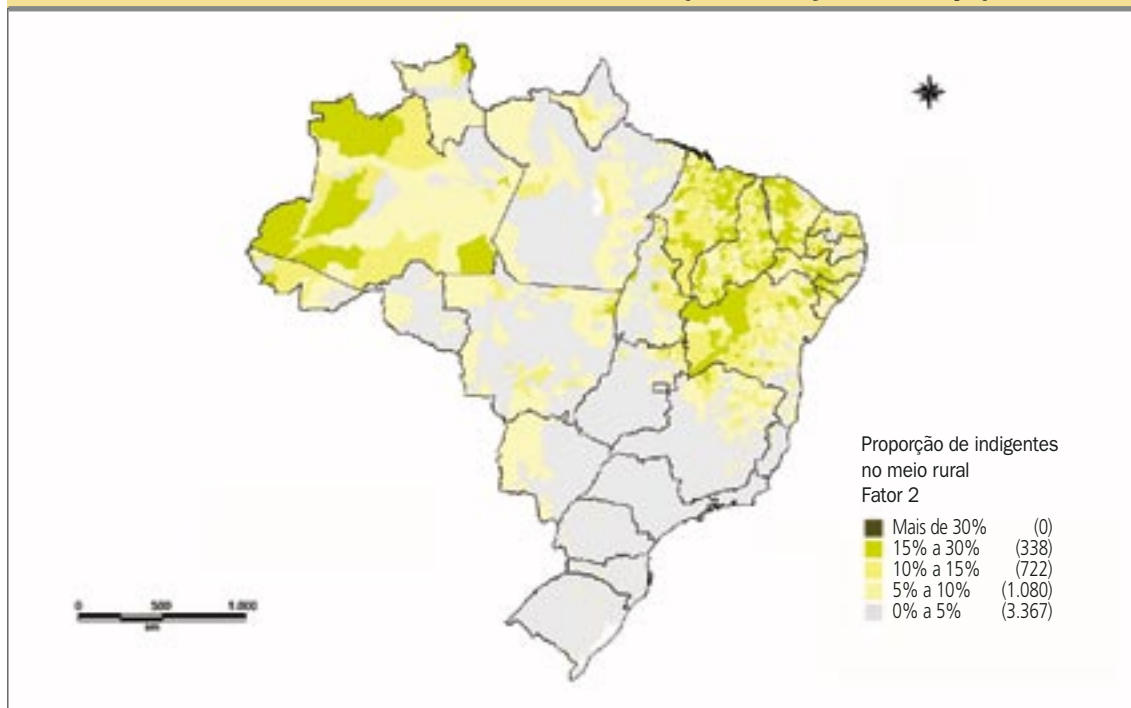 Proporção de indigentes
no meio rural
Fator 2
Mais de 30% (0)
15% a 30% (338)
10% a 15% (722)
5% a 10% (1.080)
0% a 5% (3.367)
0 500 1.000
km